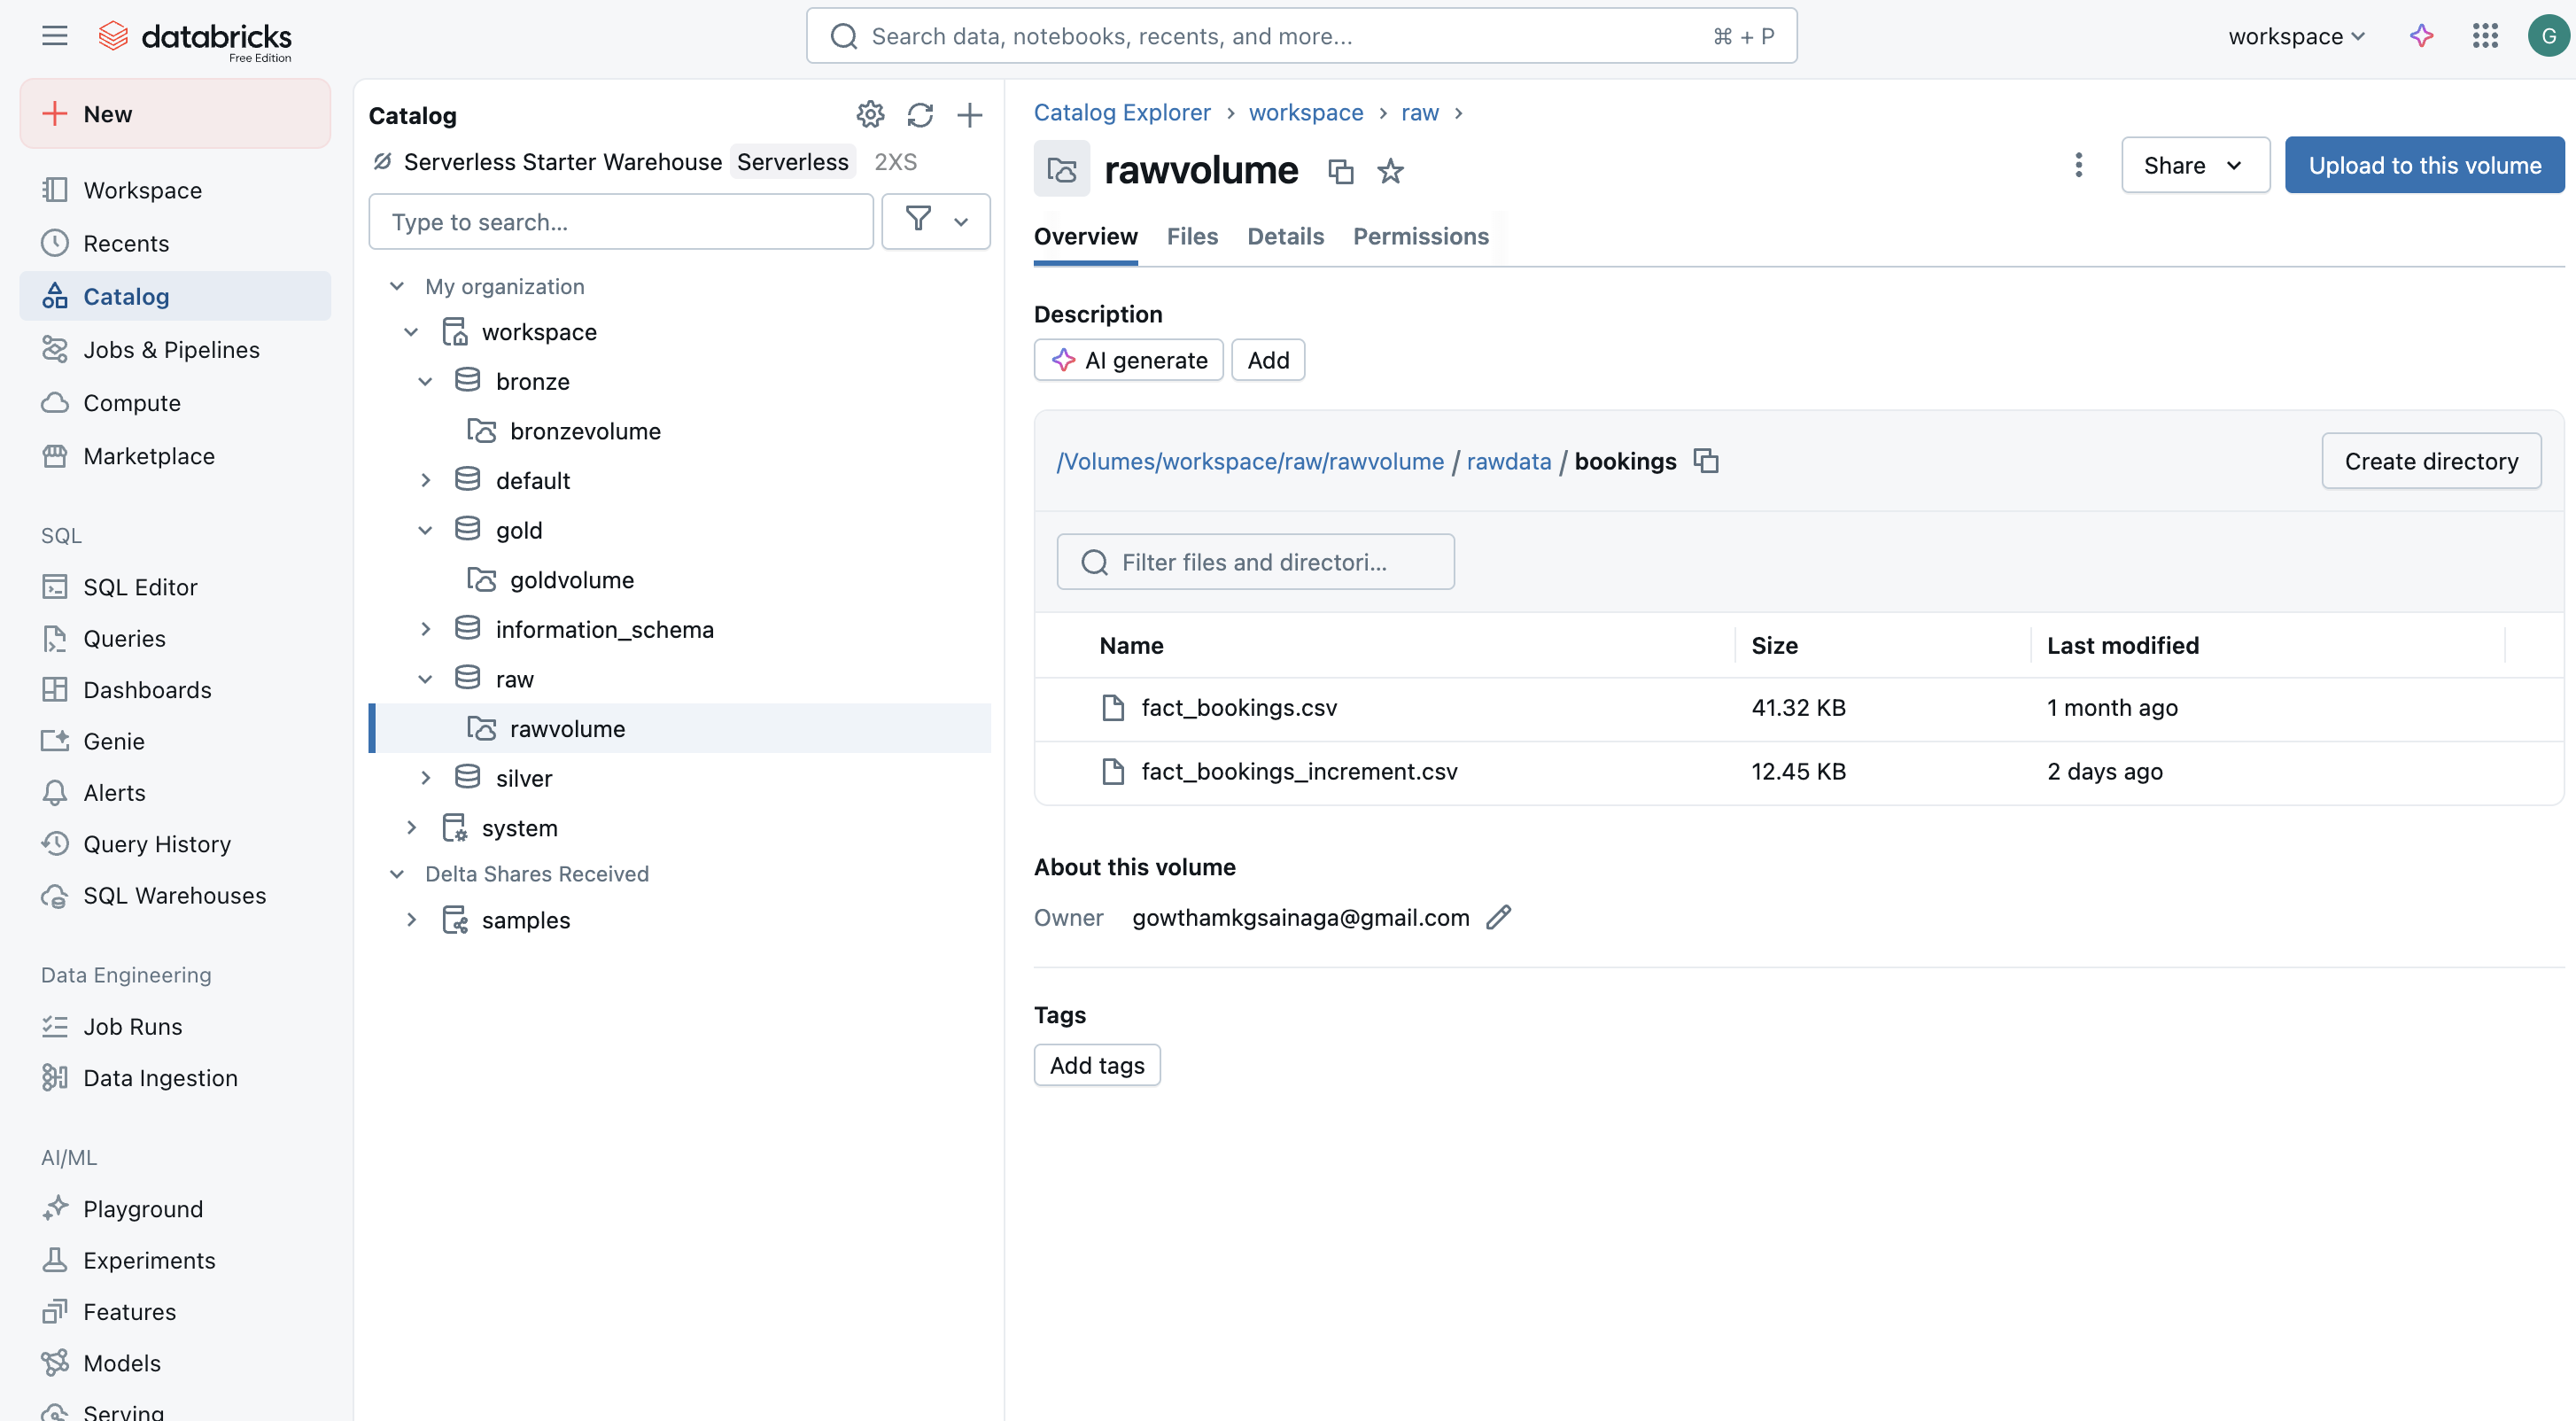 databricks
Free Edition
Search data, notebooks, recents, and more...
⌘ + P
workspace
G
New
Workspace
Recents
Catalog
Jobs & Pipelines
Compute
Marketplace
SQL
SQL Editor
Queries
Dashboards
Genie
Alerts
Query History
SQL Warehouses
Data Engineering
Job Runs
Data Ingestion
AI/ML
Playground
Experiments
Features
Models
Serving
Catalog
Serverless Starter Warehouse Serverless 2XS
Type to search...
My organization
workspace
bronze
bronzevolume
default
gold
goldvolume
information_schema
raw
rawvolume
silver
system
Delta Shares Received
samples
Catalog Explorer › workspace › raw ›
rawvolume
Share
Upload to this volume
Overview Files Details Permissions
Description
AI generate Add
/Volumes/workspace/raw/rawvolume / rawdata / bookings
Create directory
Filter files and directori...
Name Size Last modified
fact_bookings.csv 41.32 KB 1 month ago
fact_bookings_increment.csv 12.45 KB 2 days ago
About this volume
Owner gowthamkgsainaga@gmail.com
Tags
Add tags